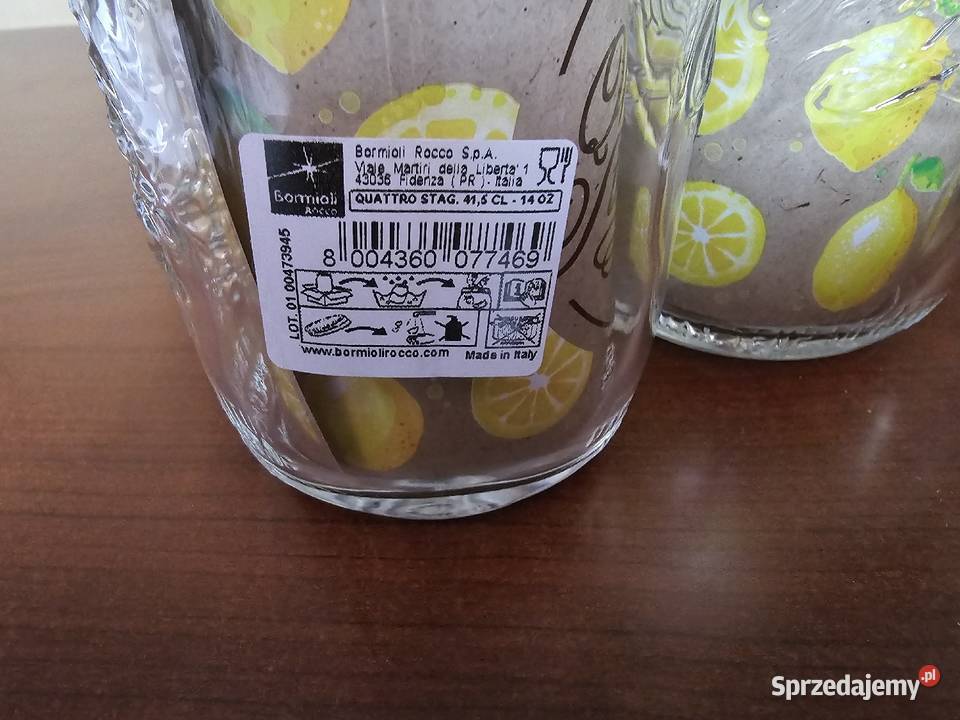 Bormioli
Rocco
Bormioli Rocco S.p.A.
Viale Martiri della Liberta' 1
43036 Fidenza ( PR )- Italia
QUATTRO STAG. 41,5 CL - 14 OZ
LOT. 01 00473945
8 004360 077469
www.bormiolirocco.com Made in Italy
Sprzedajemy.pl